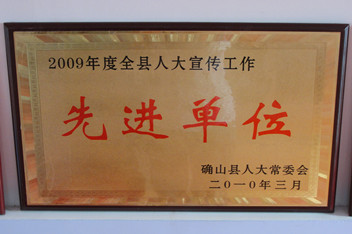 2009年度全县人大宣传工作
先进单位
确山县人大常委会
二〇一〇年三月